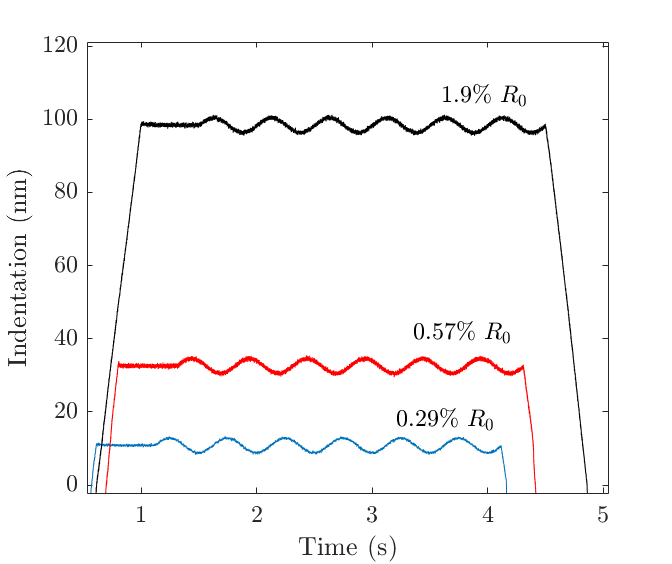 120
100
80
60
40
20
0
Indentation (nm)
1.9% R₀
0.57% R₀
0.29% R₀
1 2 3 4 5
Time (s)